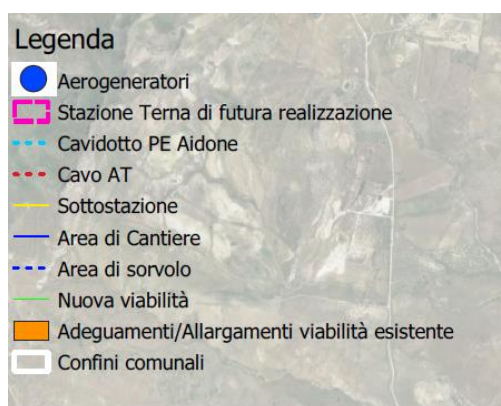 Legenda
Aerogeneratori
Stazione Terna di futura realizzazione
Cavidotto PE Aidone
Cavo AT
Sottostazione
Area di Cantiere
Area di sorvolo
Nuova viabilità
Adeguamenti/Allargamenti viabilità esistente
Confini comunali